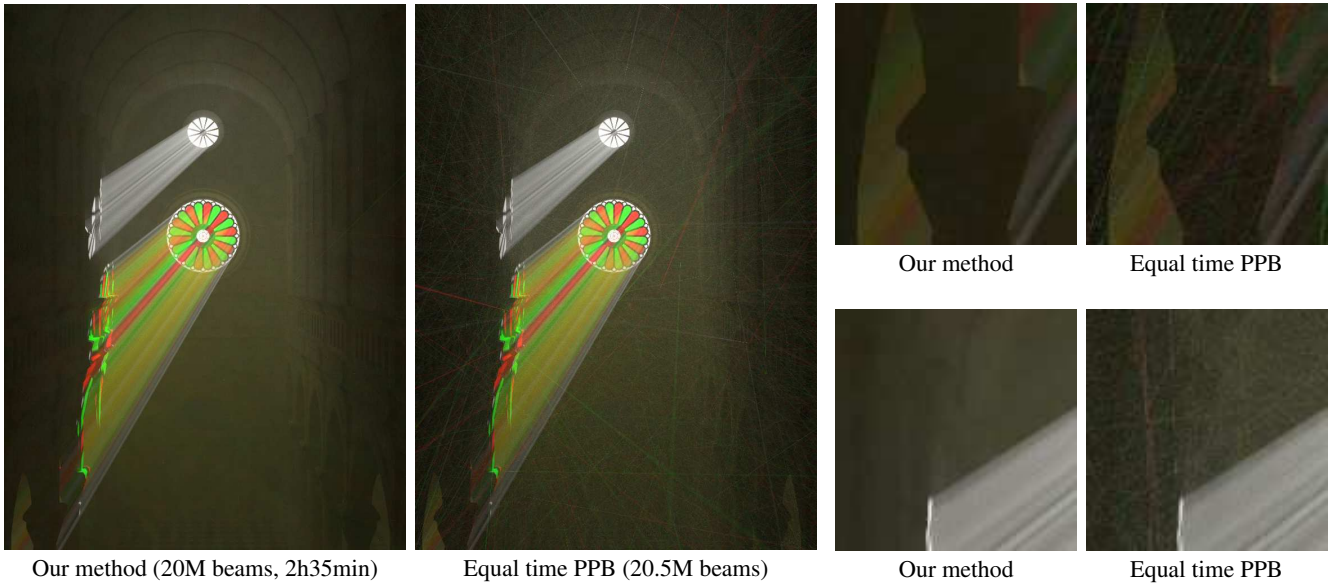 Our method
Equal time PPB
Our method (20M beams, 2h35min)
Equal time PPB (20.5M beams)
Our method
Equal time PPB